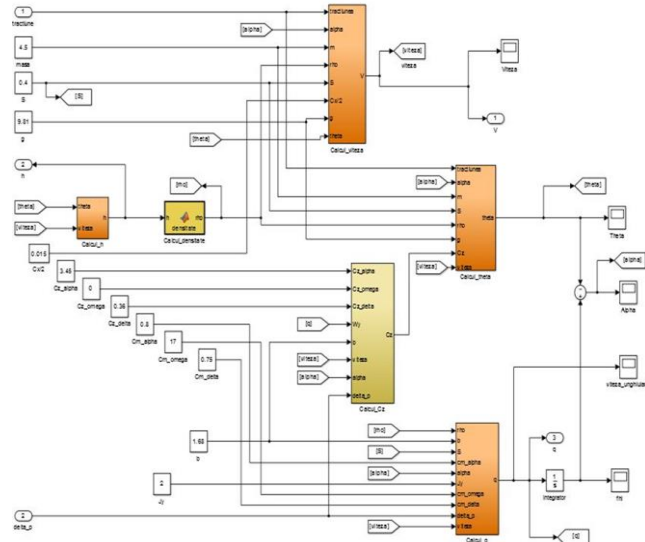 1
tractiune
[alpha]
4.5
masa
0.4
S
[S]
9.81
g
[theta]
tractiunea
alpha
m
rho
S
Cx/2
g
theta
V
Calcul_viteza
[viteza]
viteza
Viteza
1
V
2
h
[theta]
[viteza]
theta
viteza
h
Calcul_h
[rho]
h
rho
densitate
Calcul_densitate
0.015
Cx/2
3.45
Cz_alpha
0
Cz_omega
0.36
Cz_delta
0.8
Cm_alpha
17
Cm_omega
0.75
Cm_delta
[q]
[viteza]
[alpha]
Cz_alpha
Cz_omega
Cz_delta
Wy
b
viteza
alpha
delta_p
Cz
Calcul_Cz
[alpha]
[viteza]
tractiunea
alpha
m
S
rho
g
Cz
viteza
theta
Calcul_theta
[theta]
Theta
[alpha]
Alpha
viteza_unghiulara
[rho]
[S]
[alpha]
[viteza]
1.68
b
2
Jy
2
delta_p
rho
b
S
cm_alpha
alpha
Jy
cm_omega
cm_delta
delta_p
viteza
q
Calcul_q
3
q
1
s
Integrator
[q]